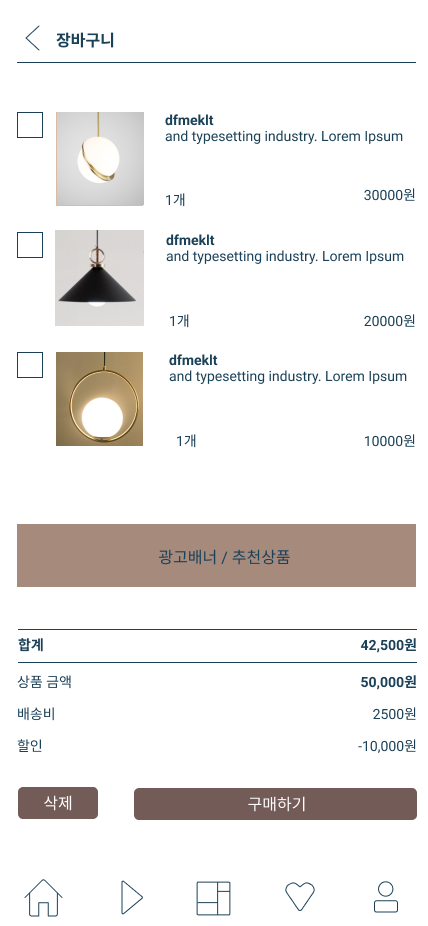 장바구니
dfmeklt
and typesetting industry. Lorem Ipsum
1개 30000원
dfmeklt
and typesetting industry. Lorem Ipsum
1개 20000원
dfmeklt
and typesetting industry. Lorem Ipsum
1개 10000원
광고배너 / 추천상품
합계 42,500원
상품 금액 50,000원
배송비 2500원
할인 -10,000원
삭제 구매하기